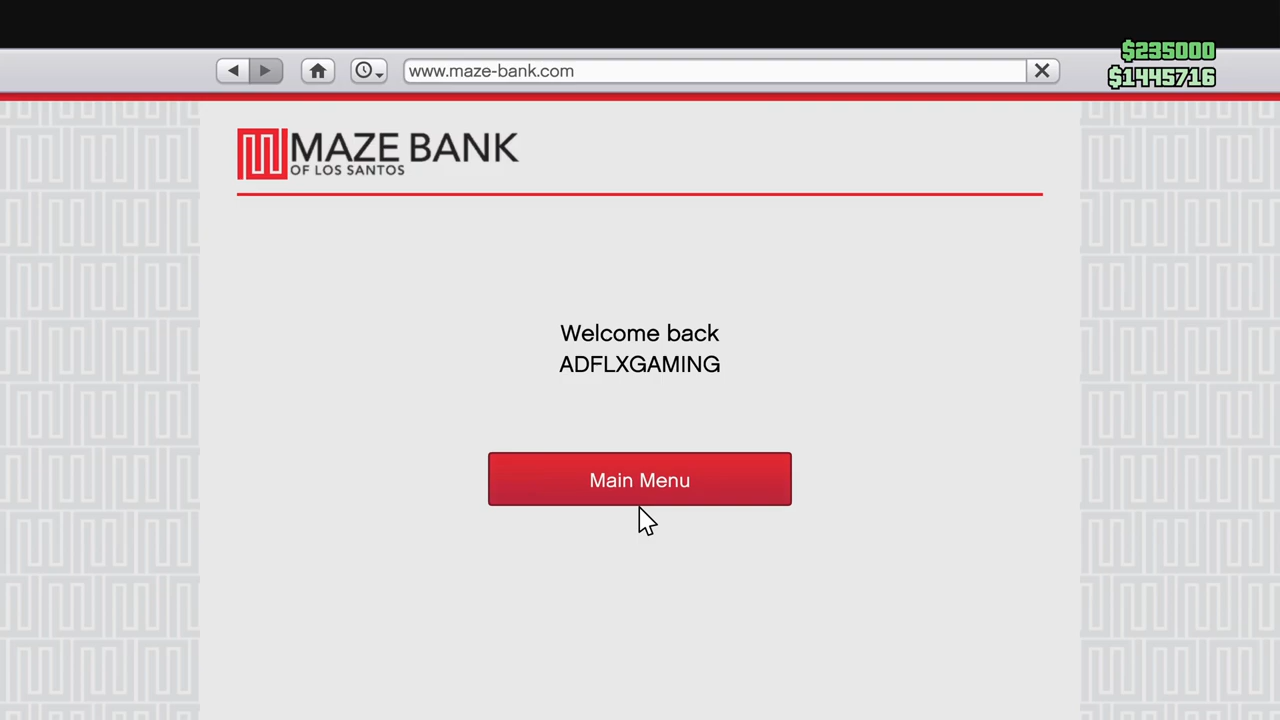 $235000
www.maze-bank.com
$1445716
MAZE BANK
OF LOS SANTOS
Welcome back
ADFLXGAMING
Main Menu